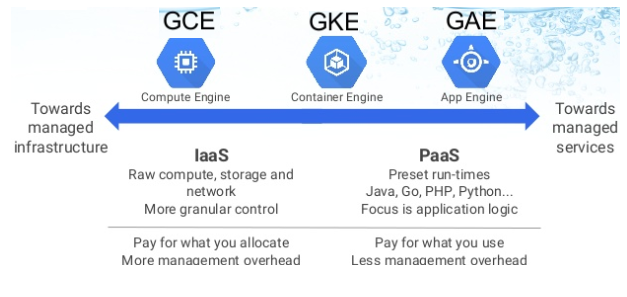 GCE GKE GAE
Compute Engine Container Engine App Engine
Towards
managed
infrastructure
Towards
managed
services
IaaS
Raw compute, storage and
network
More granular control
PaaS
Preset run-times
Java, Go, PHP, Python...
Focus is application logic
Pay for what you allocate
More management overhead
Pay for what you use
Less management overhead